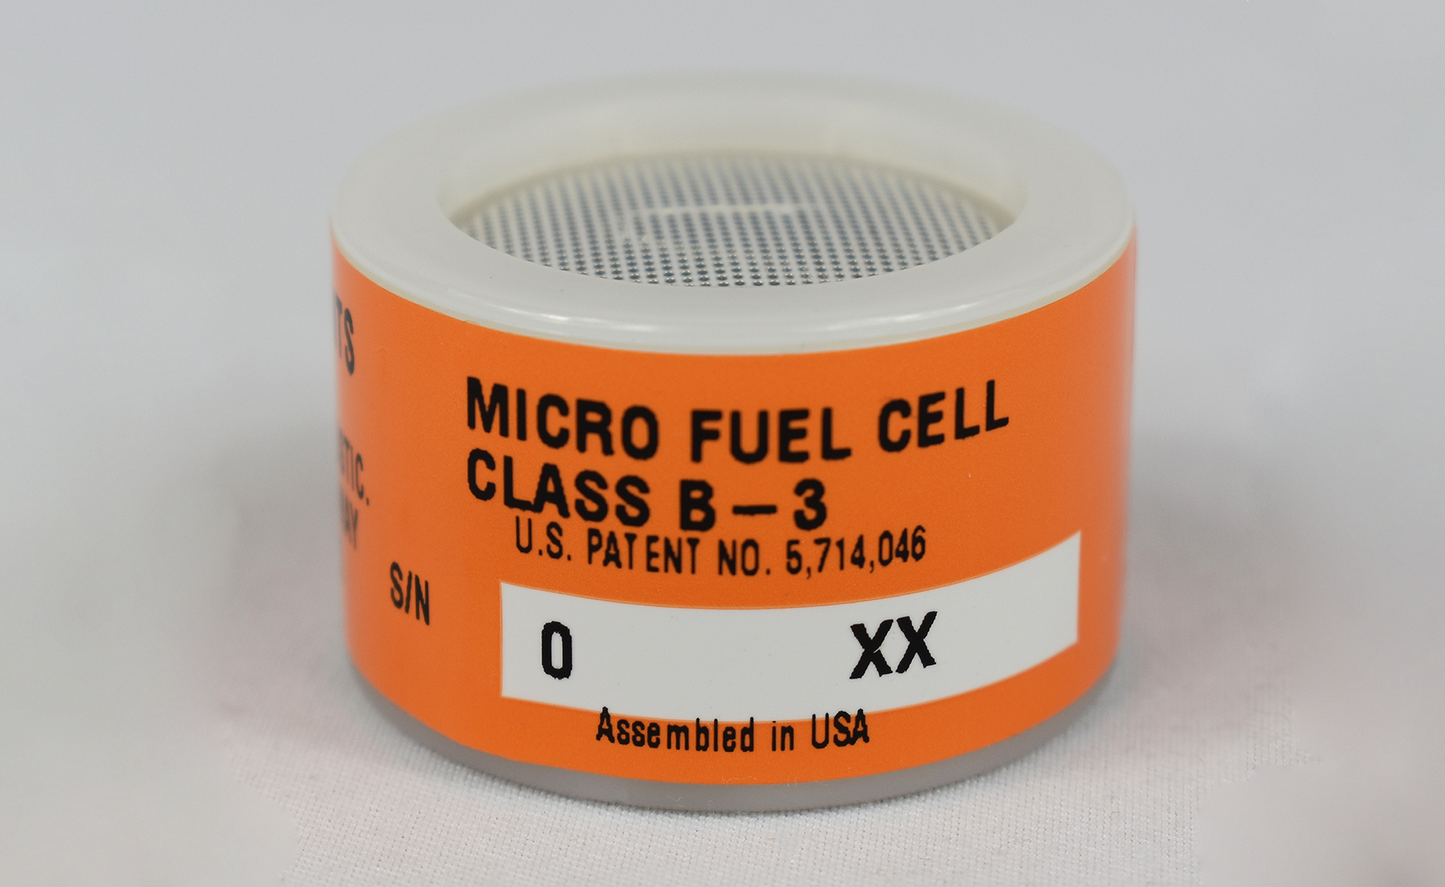 MICRO FUEL CELL
CLASS B-3
U.S. PATENT NO. 5,714,046
S/N
0 XX
Assembled in USA